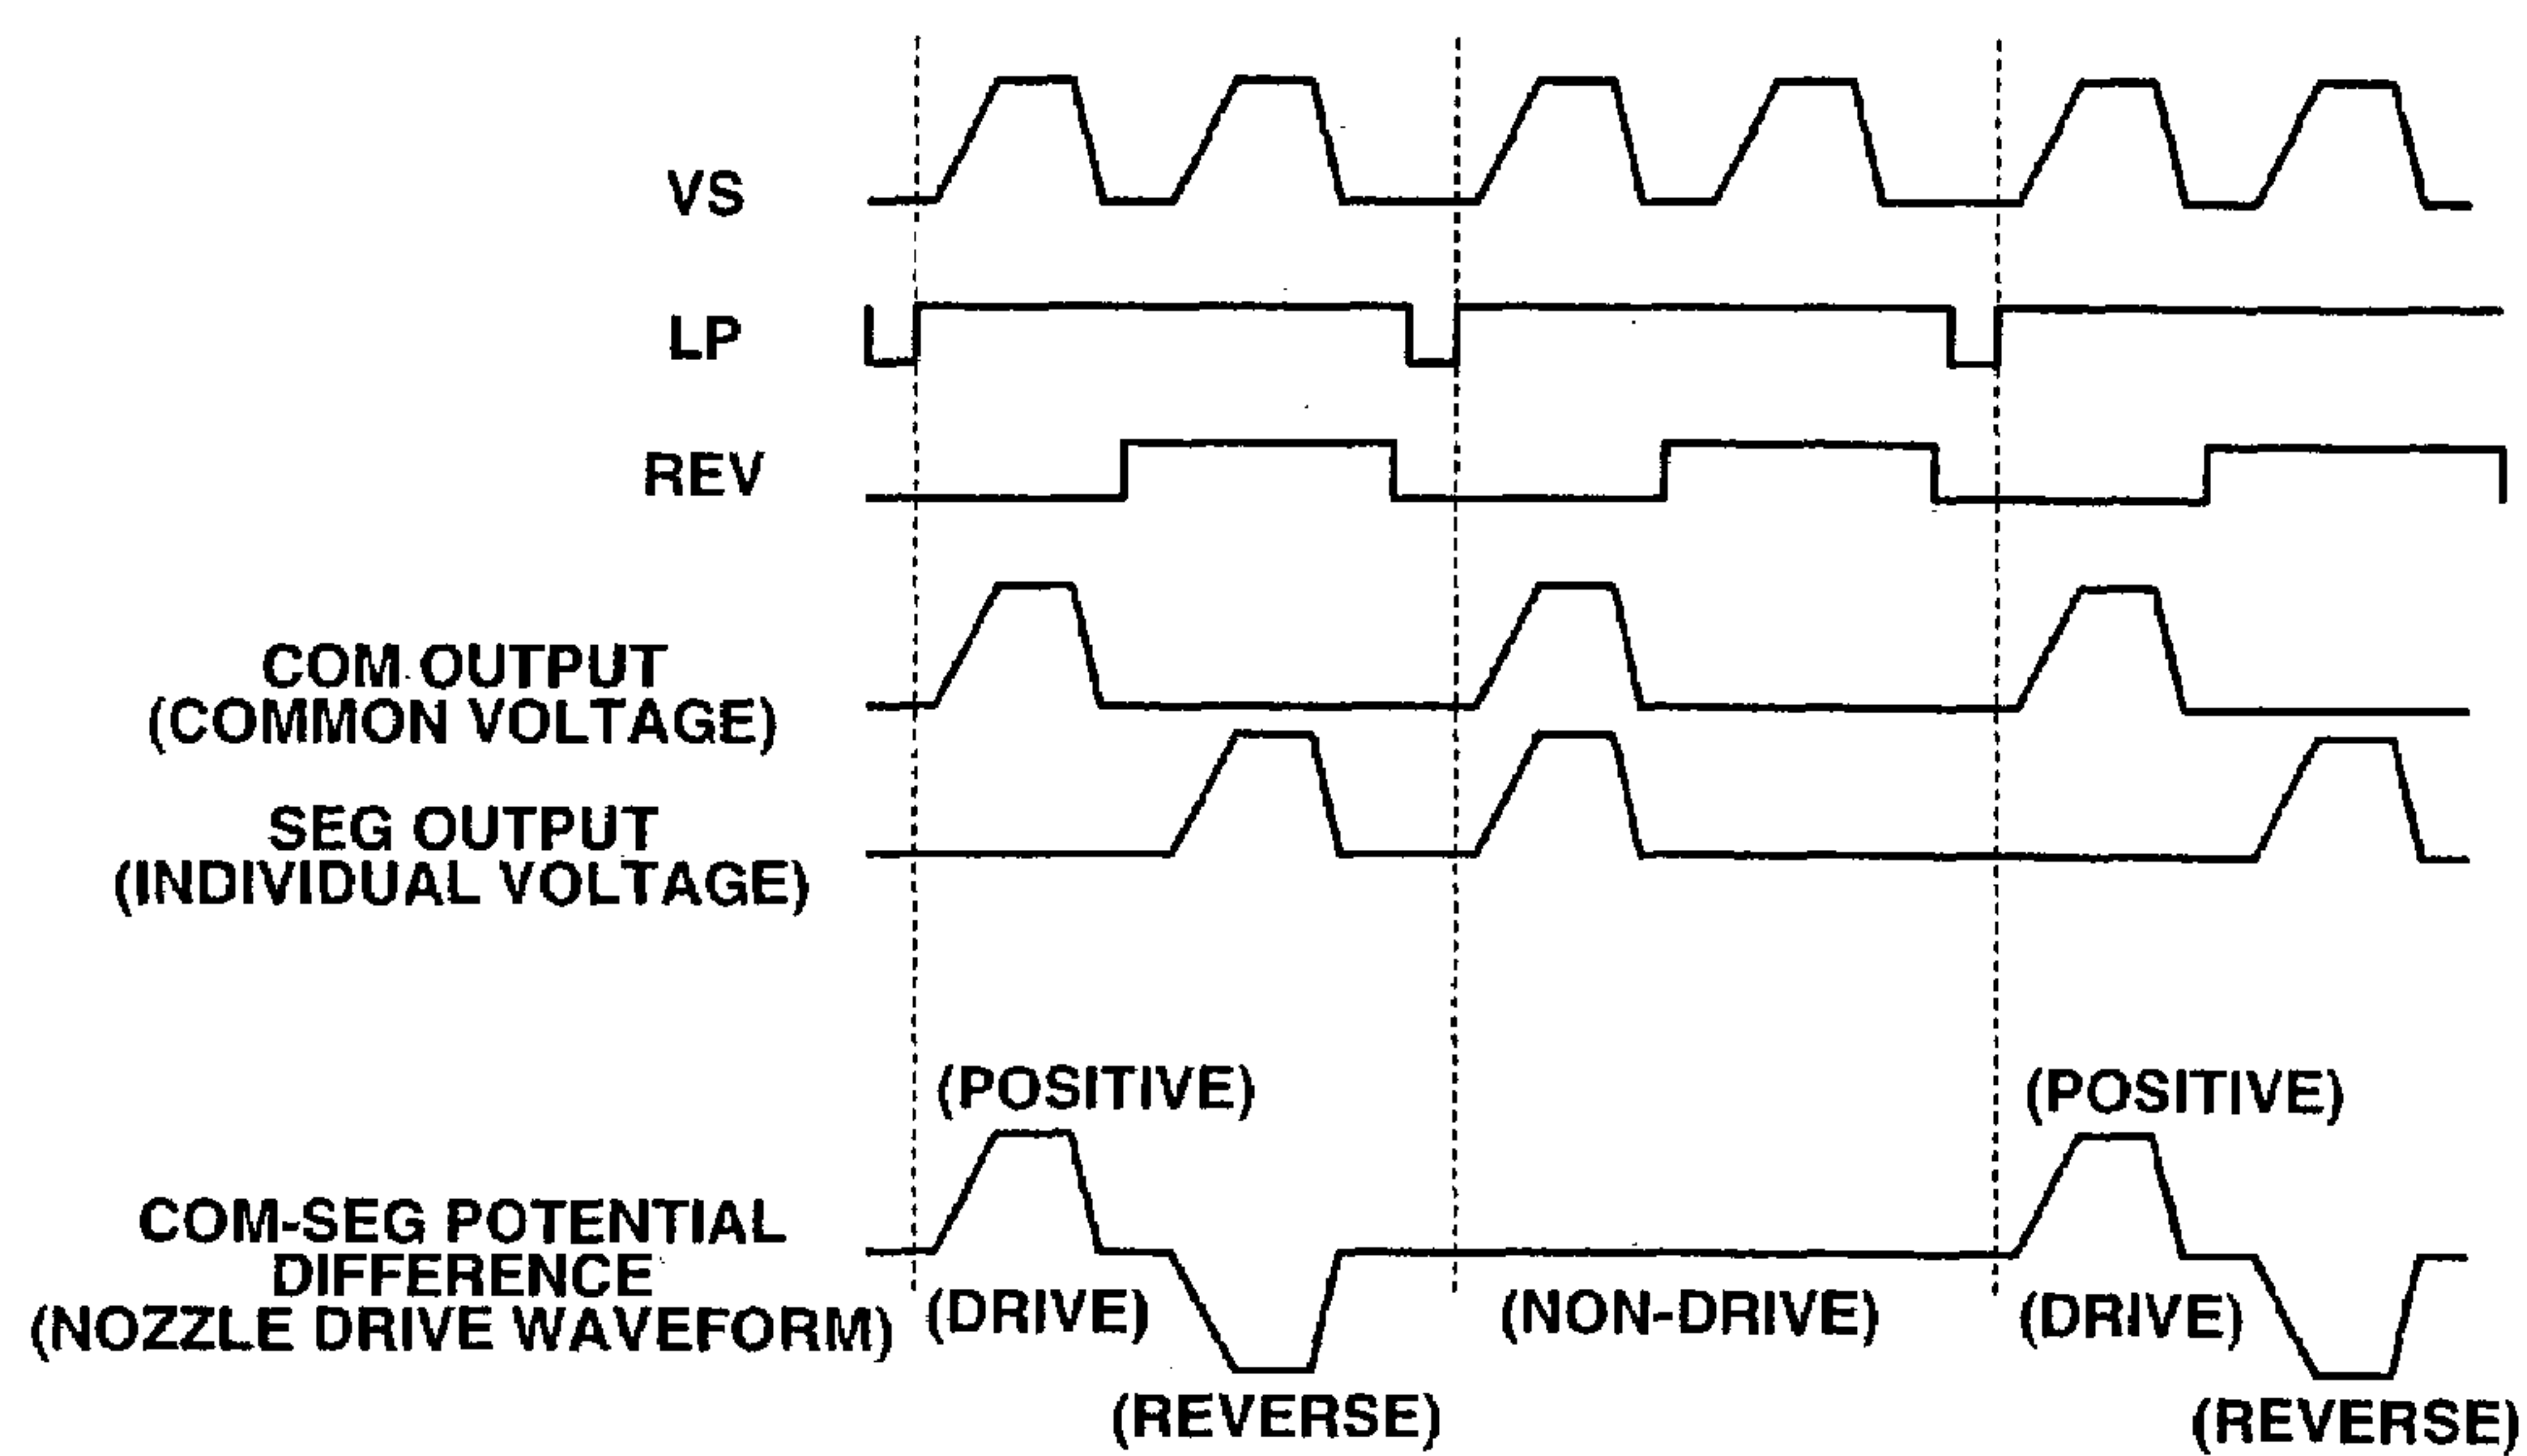 VS
LP
REV
COM OUTPUT
(COMMON VOLTAGE)
SEG OUTPUT
(INDIVIDUAL VOLTAGE)
(POSITIVE)
(POSITIVE)
COM-SEG POTENTIAL
DIFFERENCE
(NOZZLE DRIVE WAVEFORM)
(DRIVE)
(NON-DRIVE)
(DRIVE)
(REVERSE)
(REVERSE)